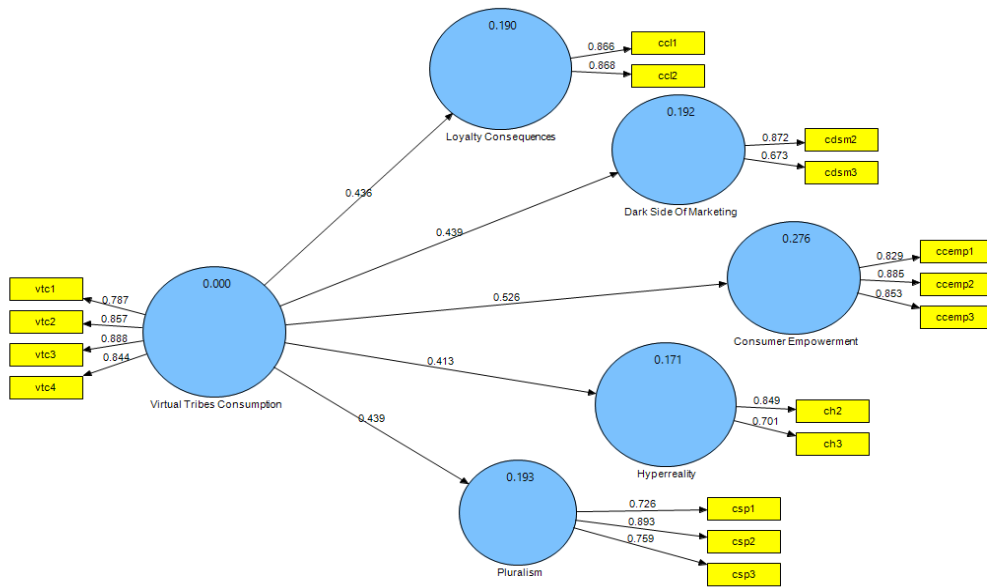 0.190
0.866
ccl1
0.868
ccl2
Loyalty Consequences
0.192
0.872
cdsm2
0.673
cdsm3
Dark Side Of Marketing
0.436
0.439
0.276
0.829
ccemp1
0.885
ccemp2
0.853
ccemp3
Consumer Empowerment
0.526
vtc1
0.787
vtc2
0.857
vtc3
0.888
vtc4
0.844
0.000
Virtual Tribes Consumption
0.413
0.171
0.849
ch2
0.701
ch3
Hyperreality
0.439
0.193
0.726
csp1
0.893
csp2
0.759
csp3
Pluralism